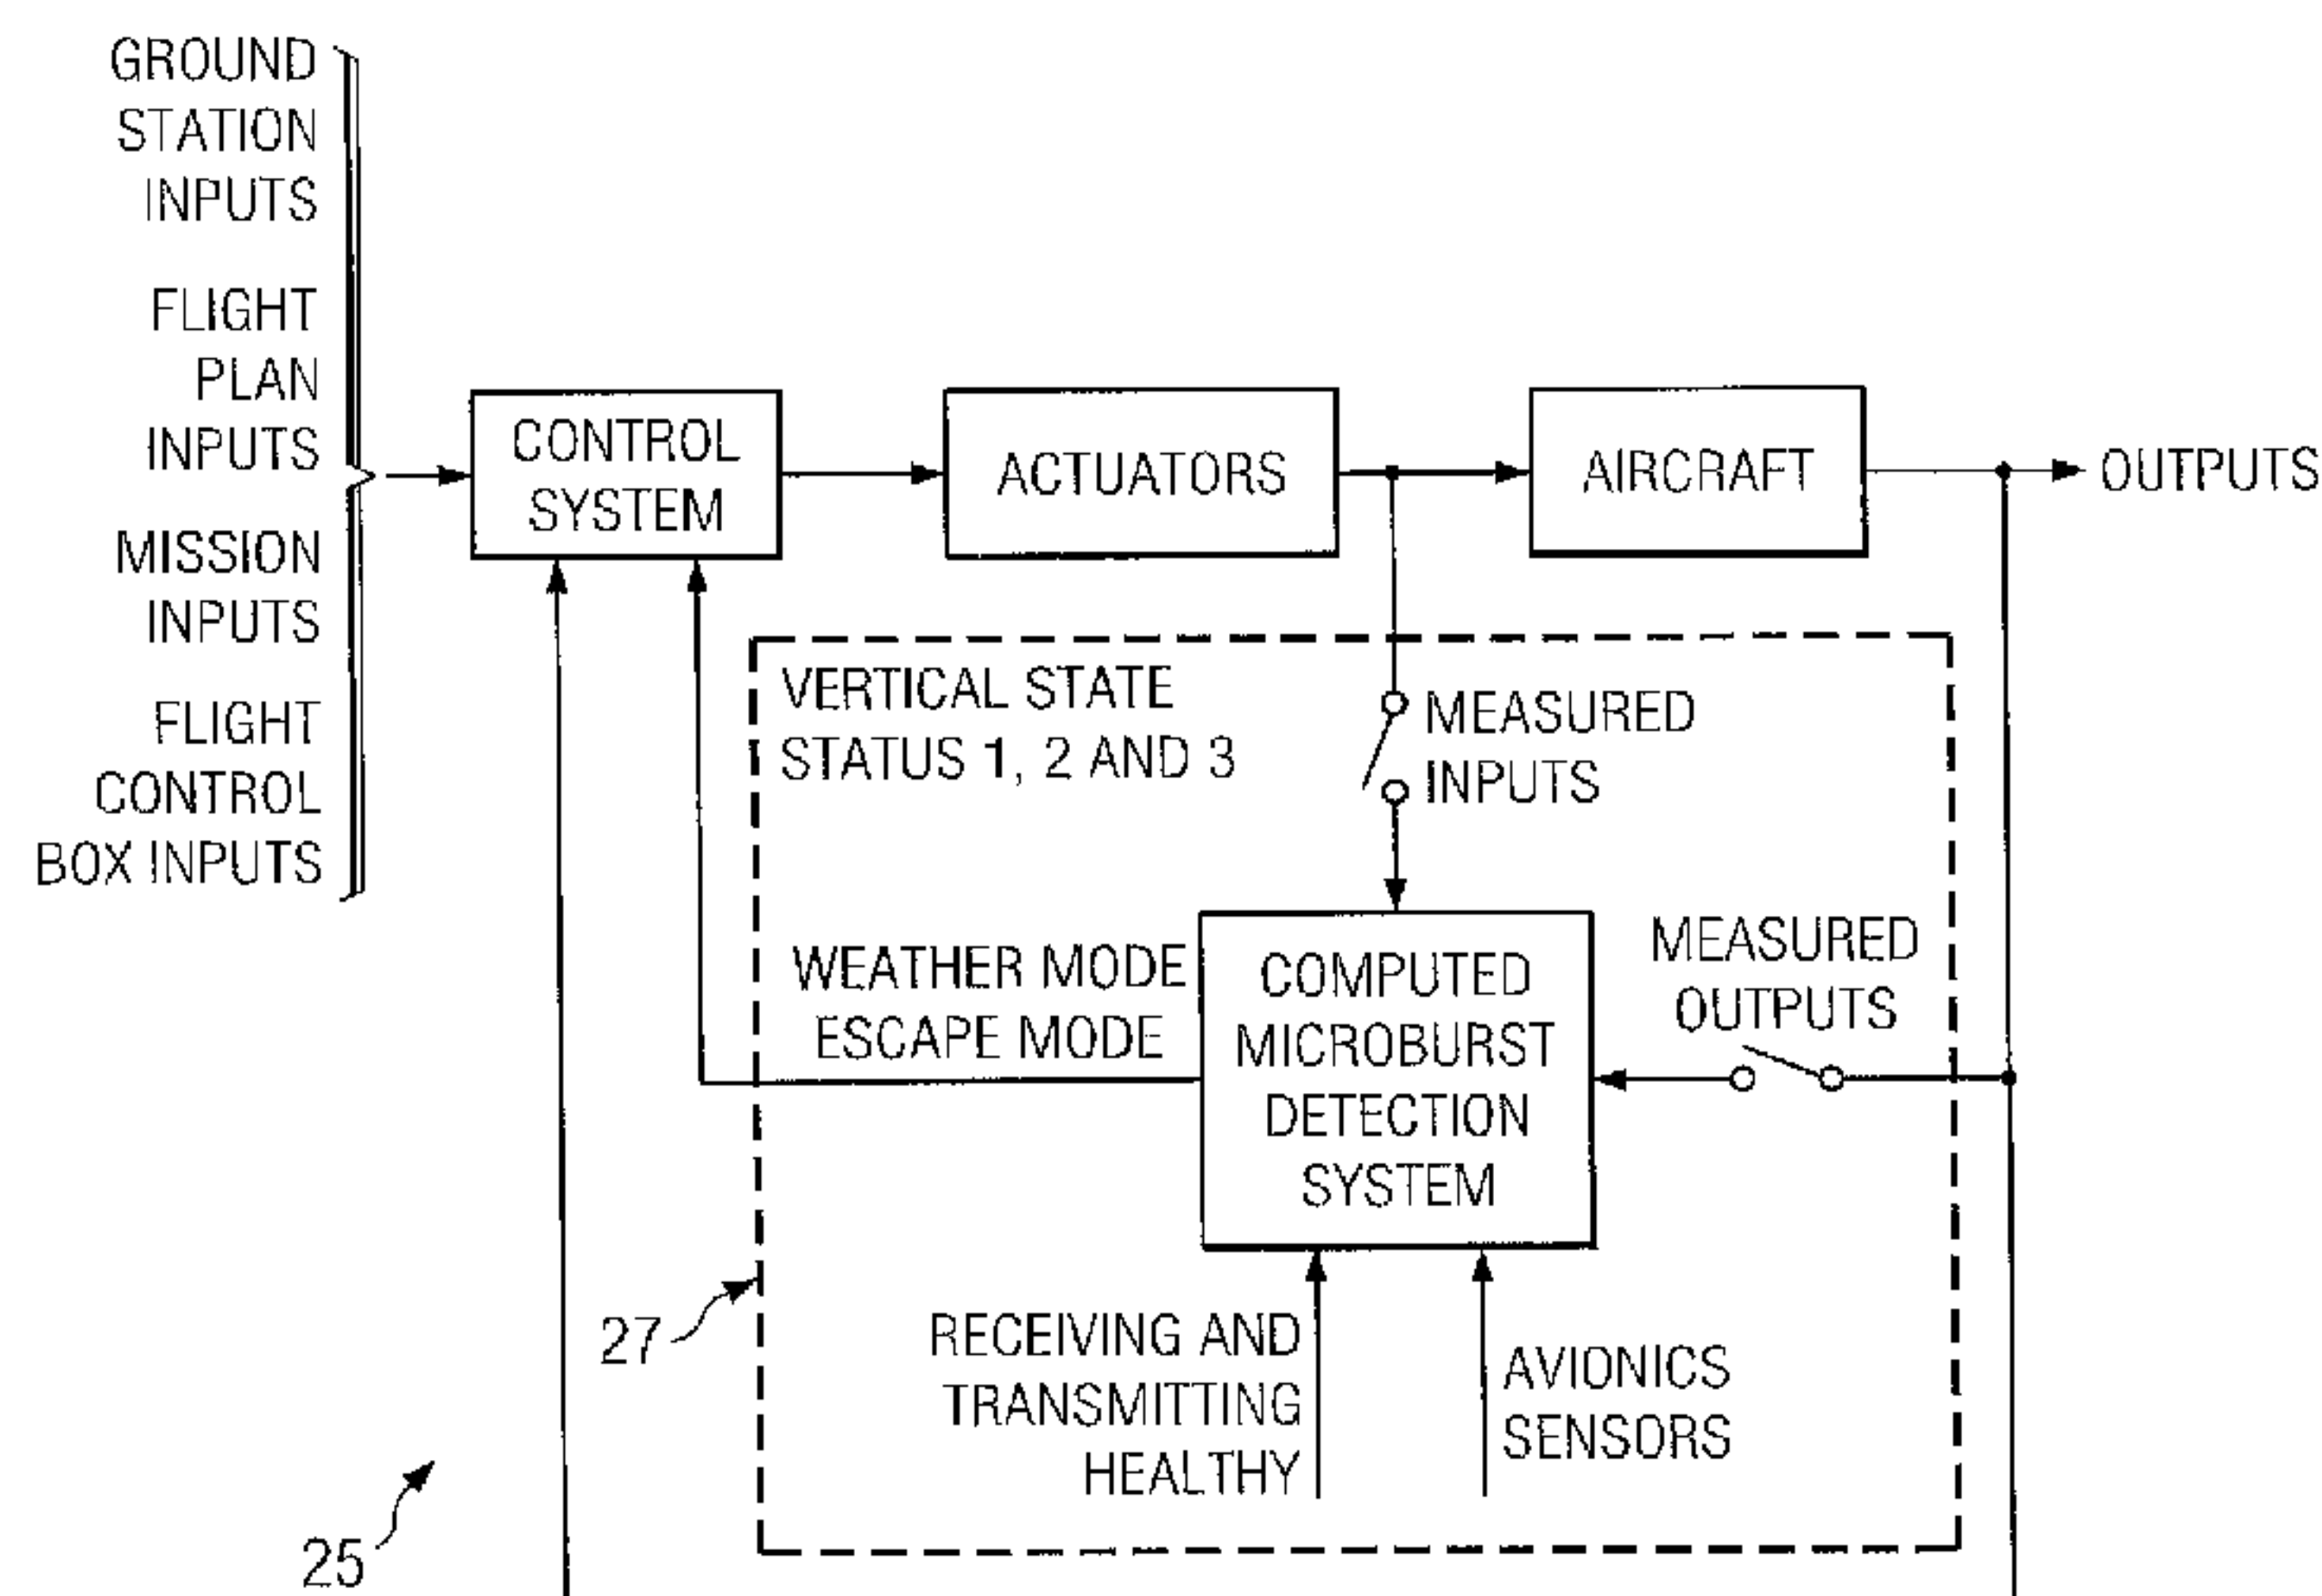 GROUND
STATION
INPUTS
FLIGHT
PLAN
INPUTS
MISSION
INPUTS
FLIGHT
CONTROL
BOX INPUTS
CONTROL
SYSTEM
ACTUATORS
AIRCRAFT
OUTPUTS
VERTICAL STATE
STATUS 1, 2 AND 3
MEASURED
INPUTS
WEATHER MODE
ESCAPE MODE
COMPUTED
MICROBURST
DETECTION
SYSTEM
MEASURED
OUTPUTS
27
RECEIVING AND
TRANSMITTING
HEALTHY
AVIONICS
SENSORS
25